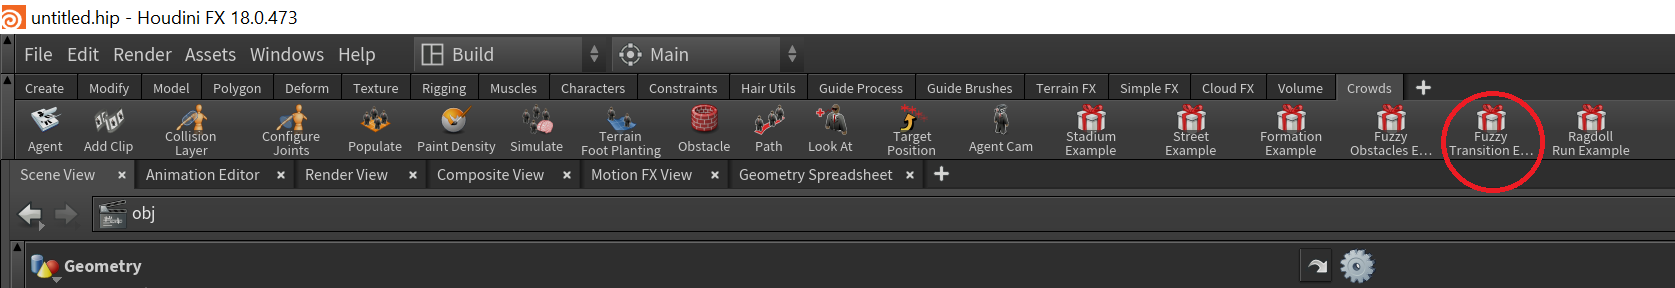 untitled.hip - Houdini FX 18.0.473
File Edit Render Assets Windows Help Build Main
Create Modify Model Polygon Deform Texture Rigging Muscles Characters Constraints Hair Utils Guide Process Guide Brushes Terrain FX Simple FX Cloud FX Volume Crowds
Agent
Add Clip
Collision
Layer
Configure
Joints
Populate
Paint Density
Simulate
Terrain
Foot Planting
Obstacle
Path
Look At
Target
Position
Agent Cam
Stadium
Example
Street
Example
Formation
Example
Fuzzy
Obstacles E...
Fuzzy
Transition E...
Ragdoll
Run Example
Scene View Animation Editor Render View Composite View Motion FX View Geometry Spreadsheet
obj
Geometry